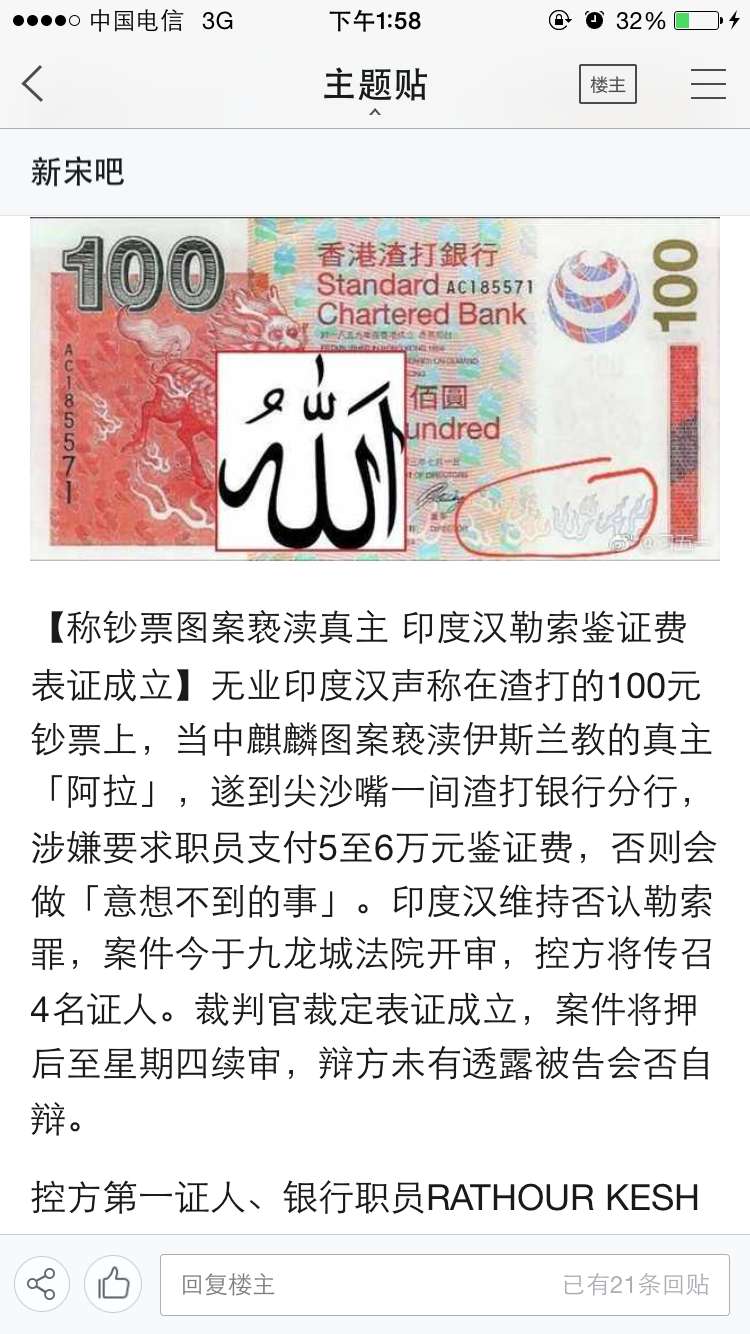 中国电信 3G 下午1:58 32%
主题贴 楼主
新宋吧
100
香港渣打銀行
Standard AC185571
Chartered Bank
100
AC185571
佰圓
undred
الله
【称钞票图案亵渎真主 印度汉勒索鉴证费
表证成立】无业印度汉声称在渣打的100元
钞票上，当中麒麟图案亵渎伊斯兰教的真主
「阿拉」，遂到尖沙嘴一间渣打银行分行，
涉嫌要求职员支付5至6万元鉴证费，否则会
做「意想不到的事」。印度汉维持否认勒索
罪，案件今于九龙城法院开审，控方将传召
4名证人。裁判官裁定表证成立，案件将押
后至星期四续审，辩方未有透露被告会否自
辩。
控方第一证人、银行职员RATHOUR KESH
回复楼主 已有21条回贴